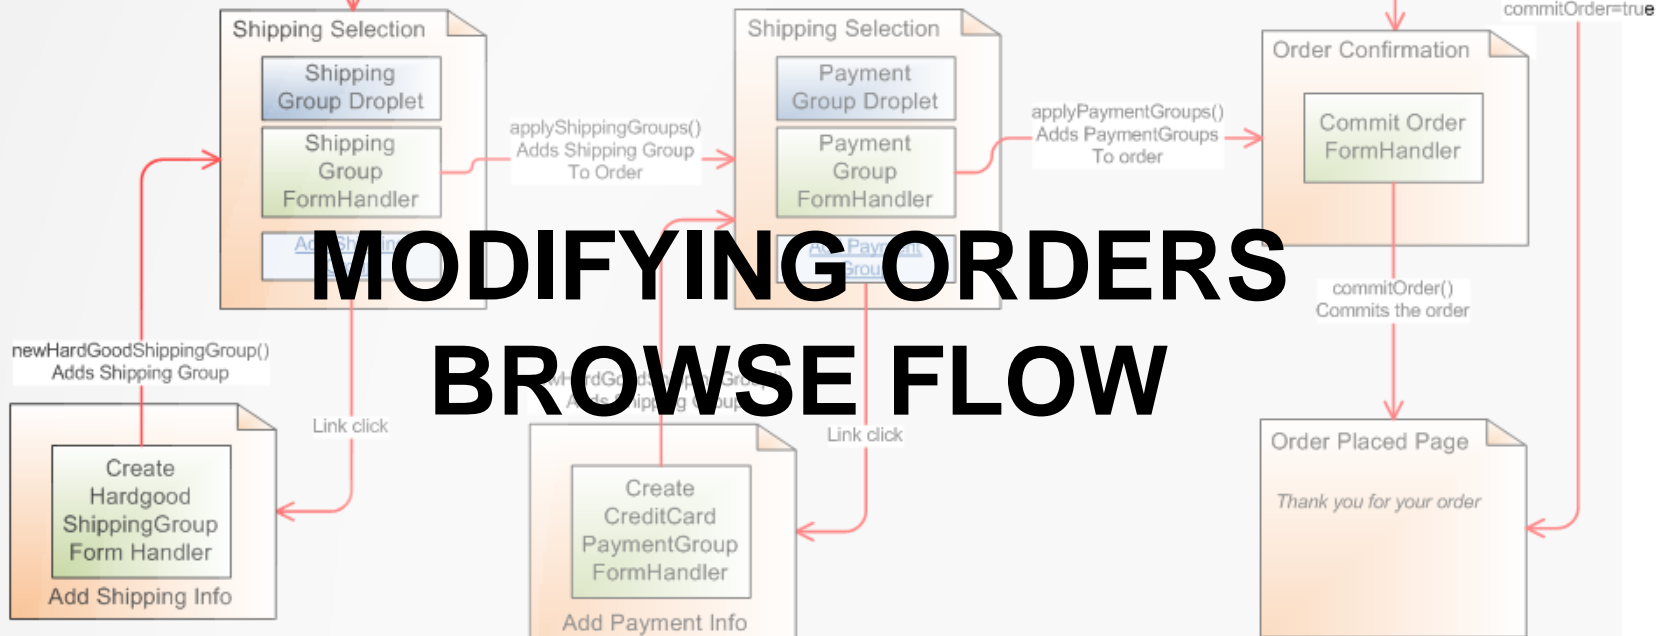 commitOrder=true
Shipping Selection
Shipping
Group Droplet
Shipping
Group
FormHandler
applyShippingGroups()
Adds Shipping Group
To Order
Shipping Selection
Payment
Group Droplet
Payment
Group
FormHandler
applyPaymentGroups()
Adds PaymentGroups
To order
Order Confirmation
Commit Order
FormHandler
MODIFYING ORDERS
BROWSE FLOW
commitOrder()
Commits the order
newHardGoodShippingGroup()
Adds Shipping Group
Link click
Create
Hardgood
ShippingGroup
Form Handler
Add Shipping Info
Link click
Create
CreditCard
PaymentGroup
FormHandler
Add Payment Info
Order Placed Page
Thank you for your order